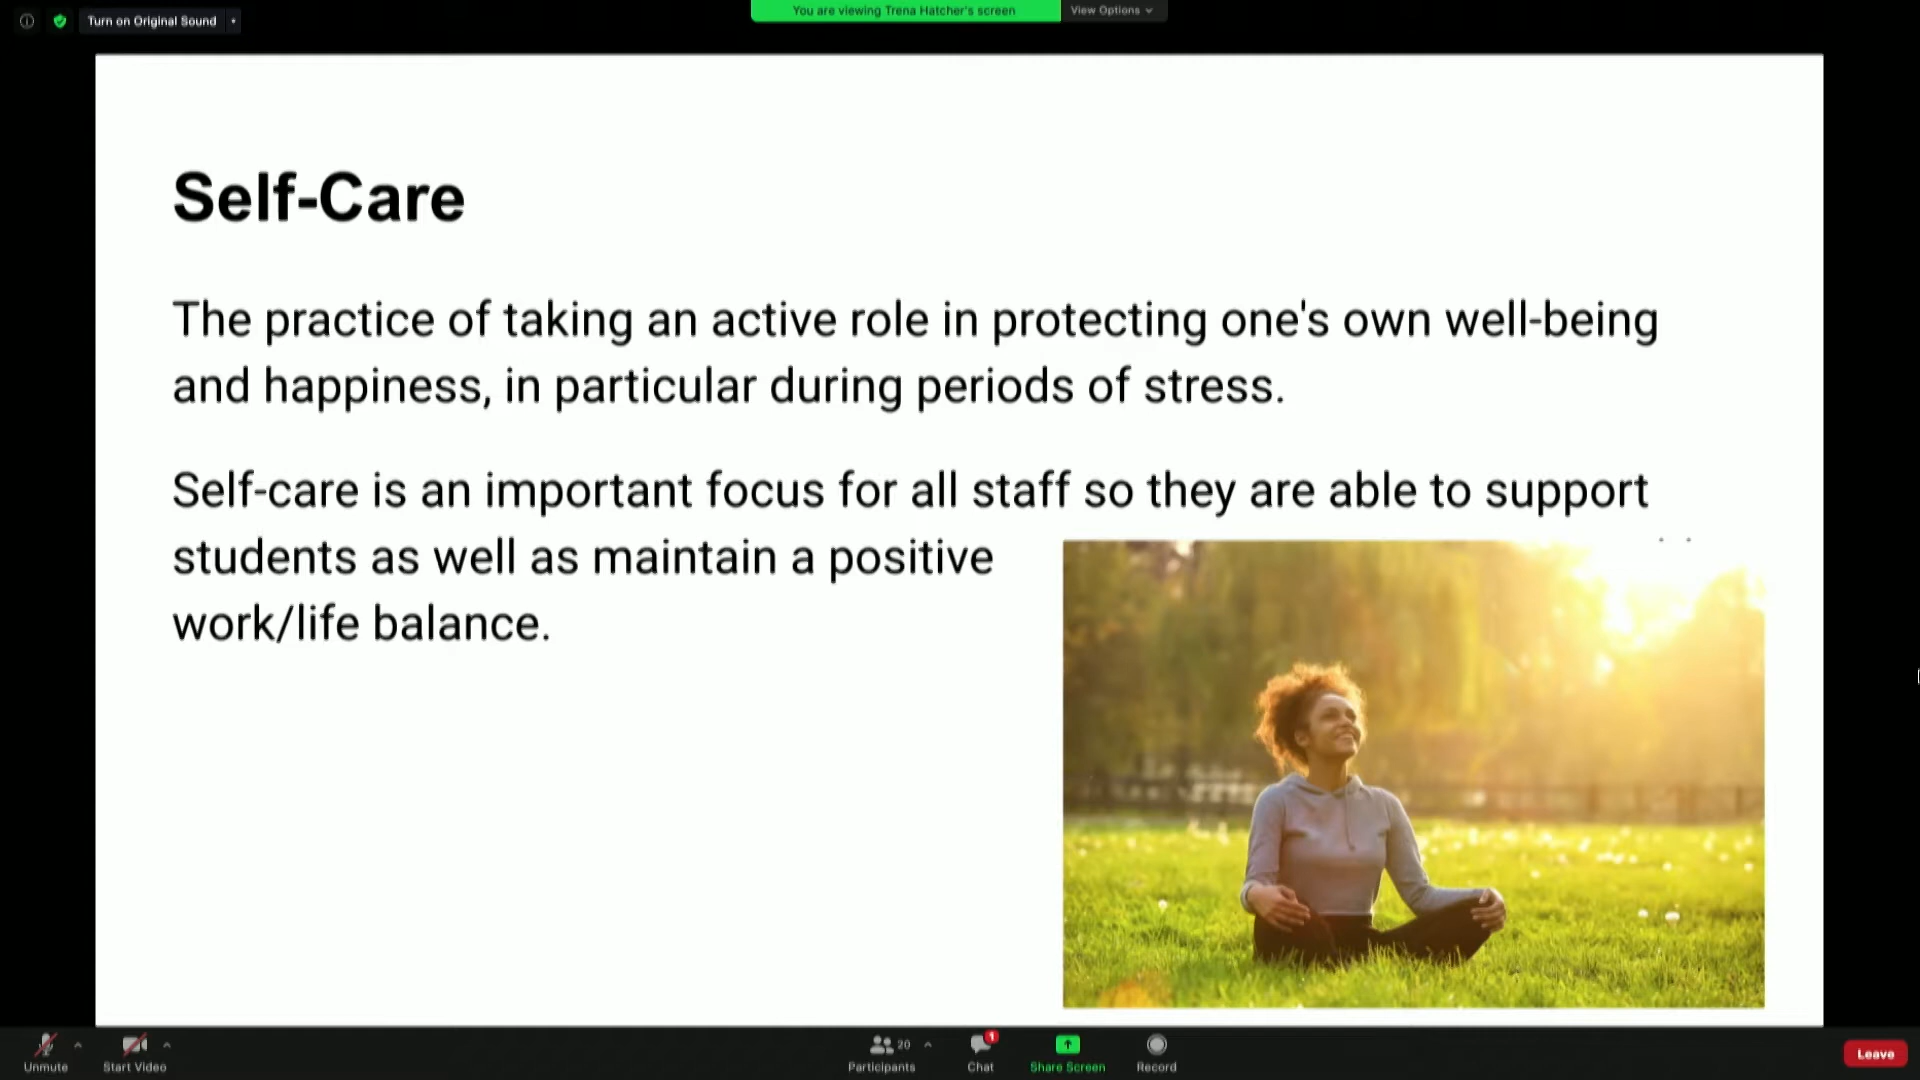 Turn on Original Sound
You are viewing Trena Hatcher's screen
View Options
Self-Care
The practice of taking an active role in protecting one's own well-being
and happiness, in particular during periods of stress.
Self-care is an important focus for all staff so they are able to support
students as well as maintain a positive
work/life balance.
Unmute
Start Video
20
Participants
1
Chat
Share Screen
Record
Leave